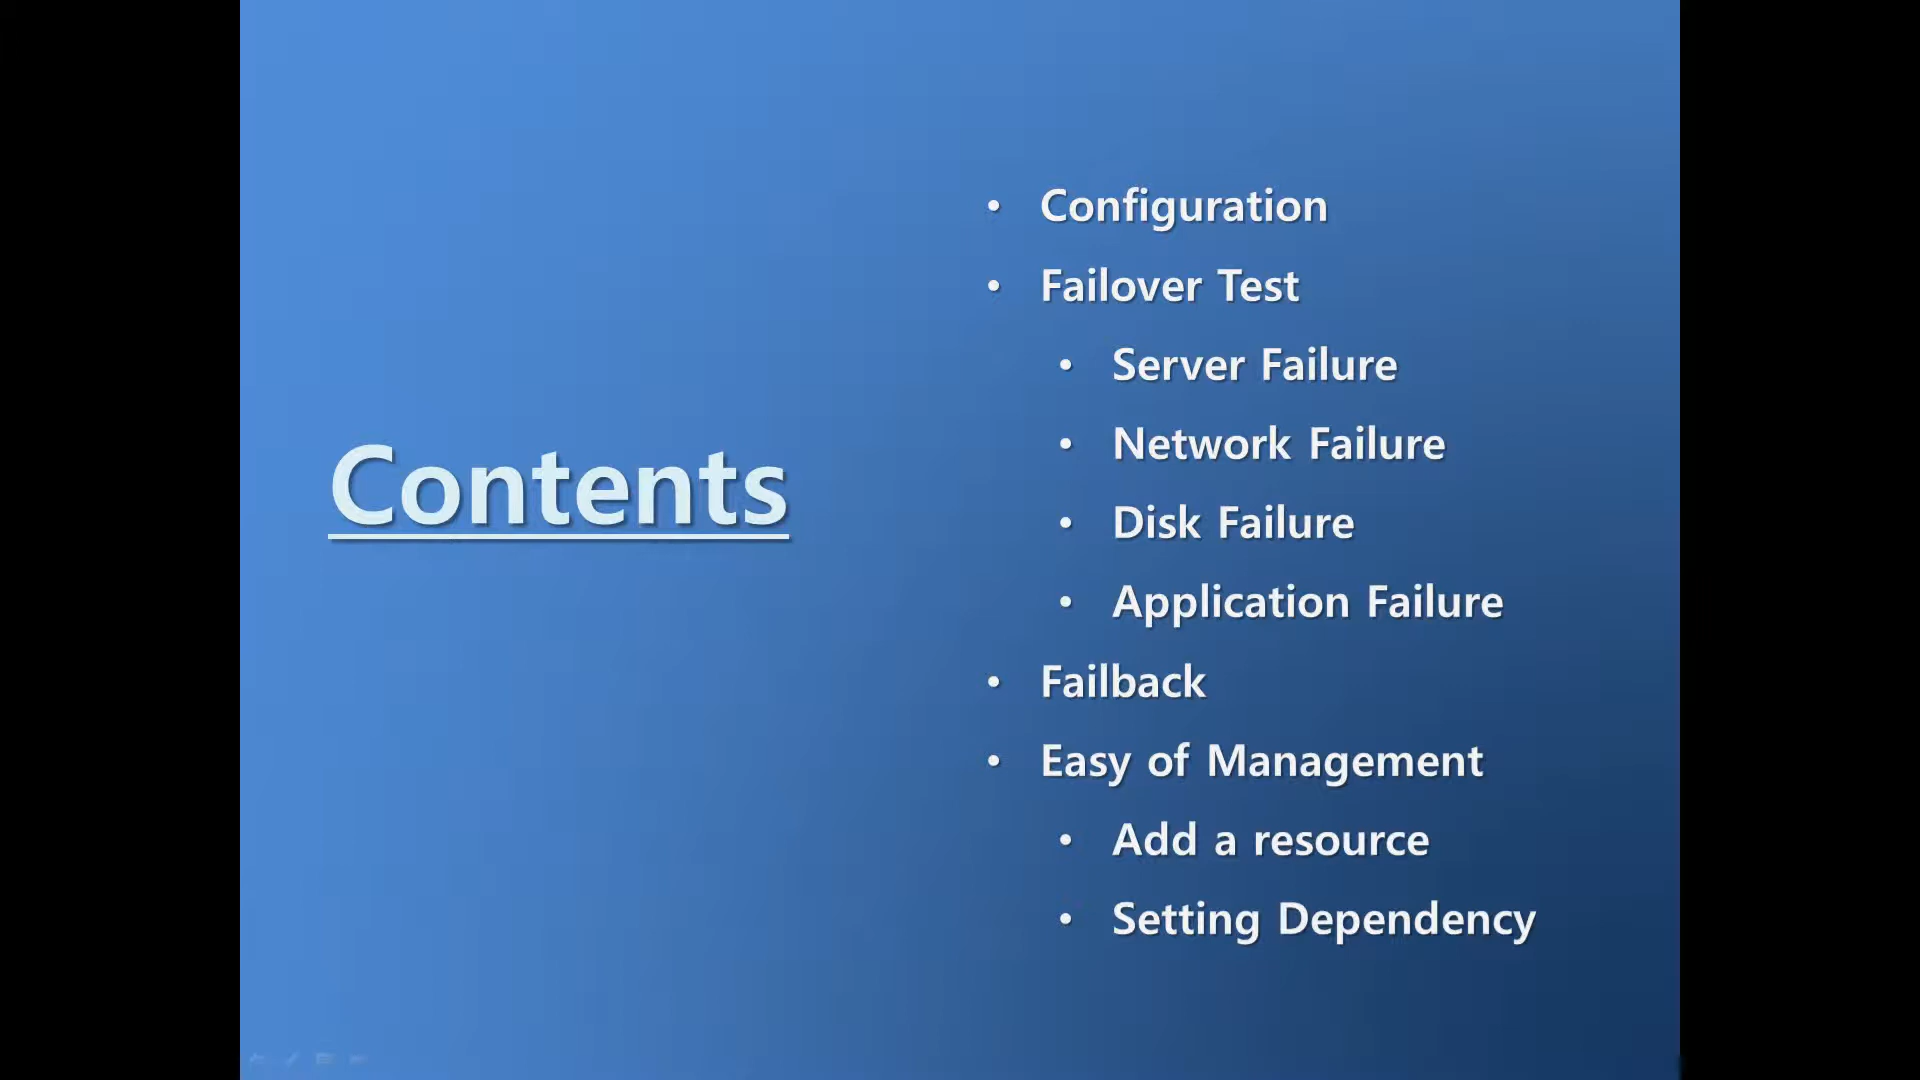 Contents
• Configuration
• Failover Test
• Server Failure
• Network Failure
• Disk Failure
• Application Failure
• Failback
• Easy of Management
• Add a resource
• Setting Dependency